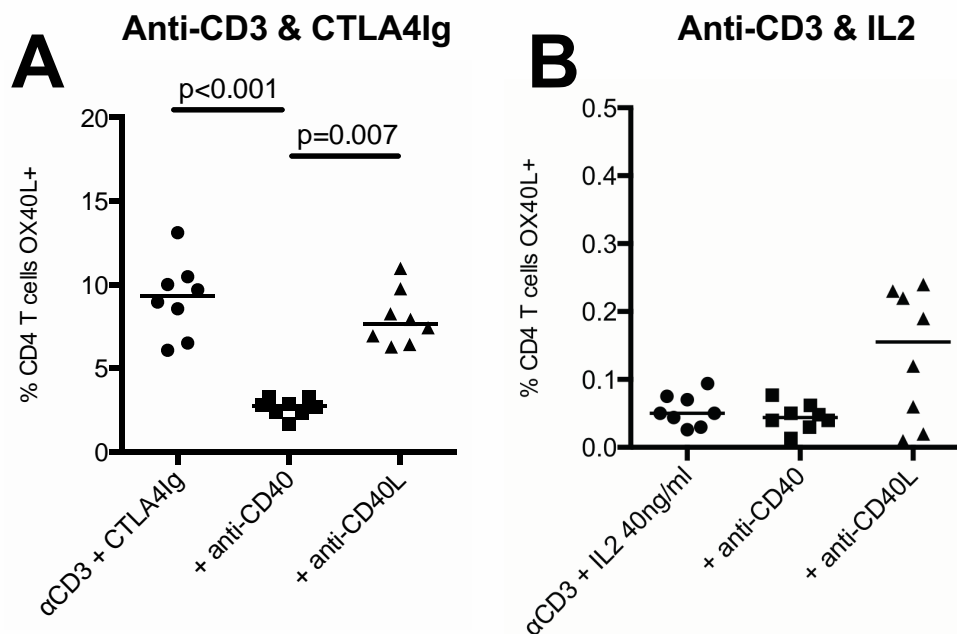 A
Anti-CD3 & CTLA4Ig
p<0.001
p=0.007
% CD4 T cells OX40L+
20
15
10
5
0
αCD3 + CTLA4Ig
+ anti-CD40
+ anti-CD40L
B
Anti-CD3 & IL2
% CD4 T cells OX40L+
0.5
0.4
0.3
0.2
0.1
0.0
αCD3 + IL2 40ng/ml
+ anti-CD40
+ anti-CD40L